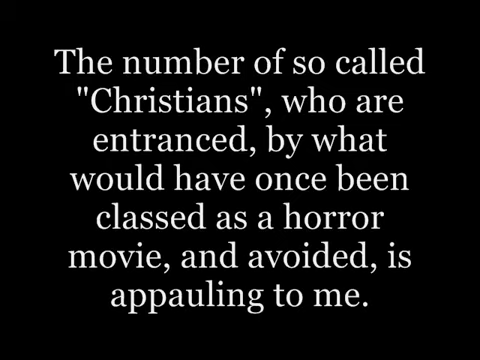 The number of so called
"Christians", who are
entranced, by what
would have once been
classed as a horror
movie, and avoided, is
appauling to me.